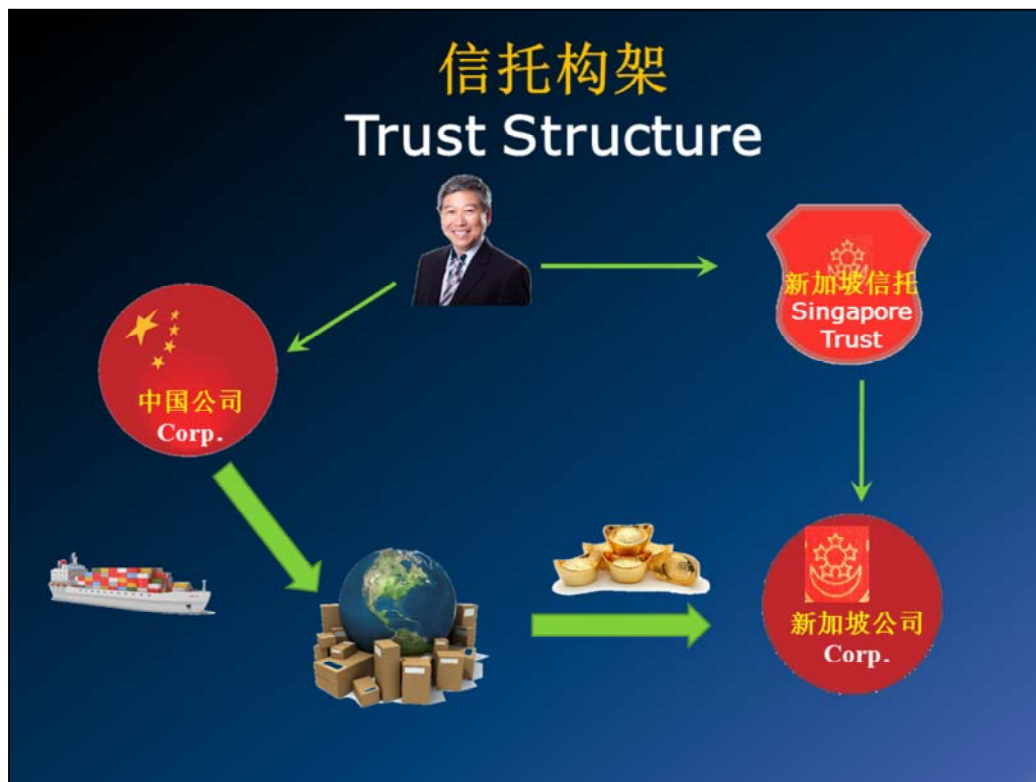 信托构架
Trust Structure
新加坡信托
Singapore
Trust
中国公司
Corp.
新加坡公司
Corp.